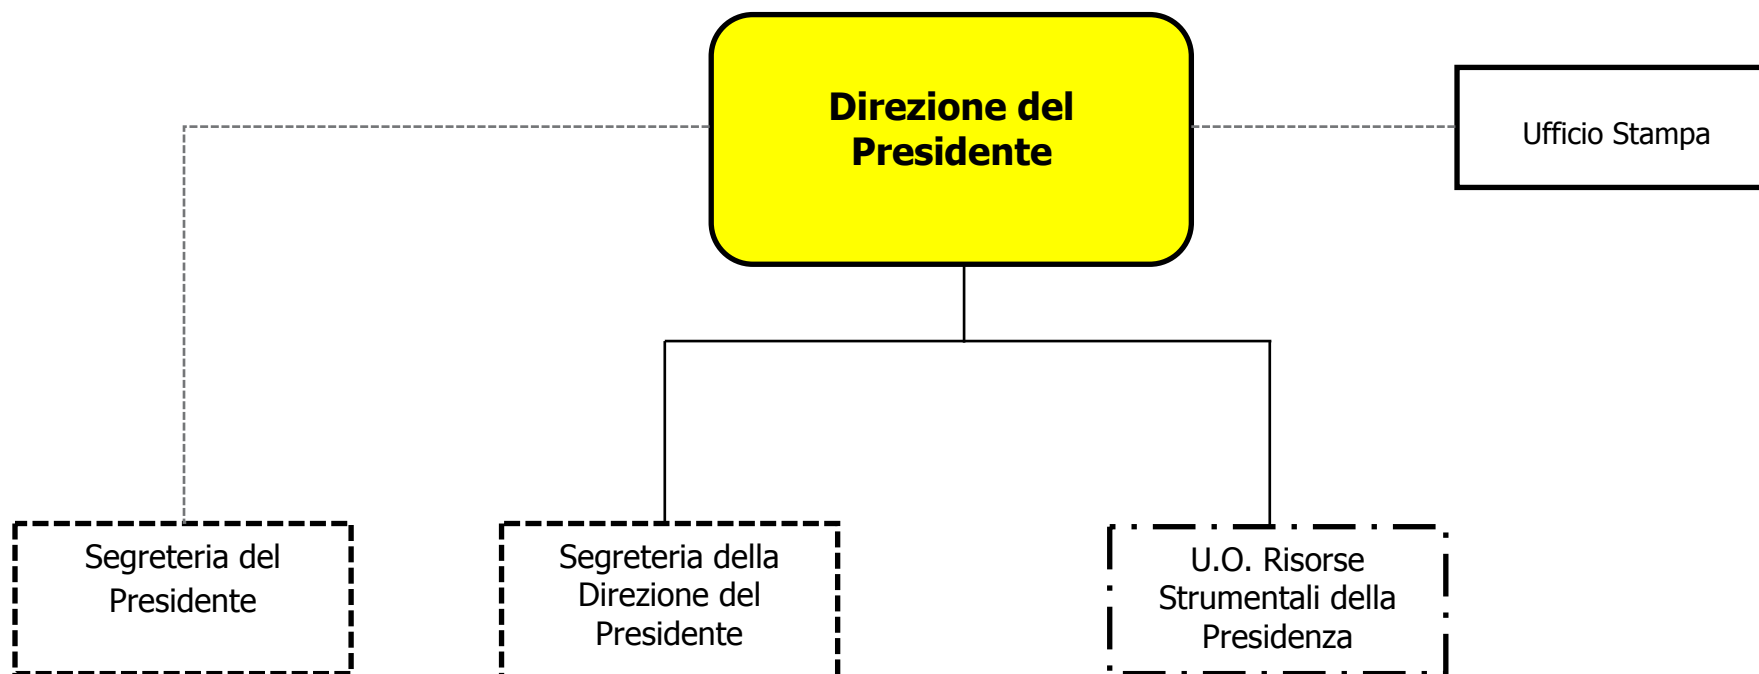 Direzione del
Presidente
Ufficio Stampa
Segreteria del
Presidente
Segreteria della
Direzione del
Presidente
U.O. Risorse
Strumentali della
Presidenza